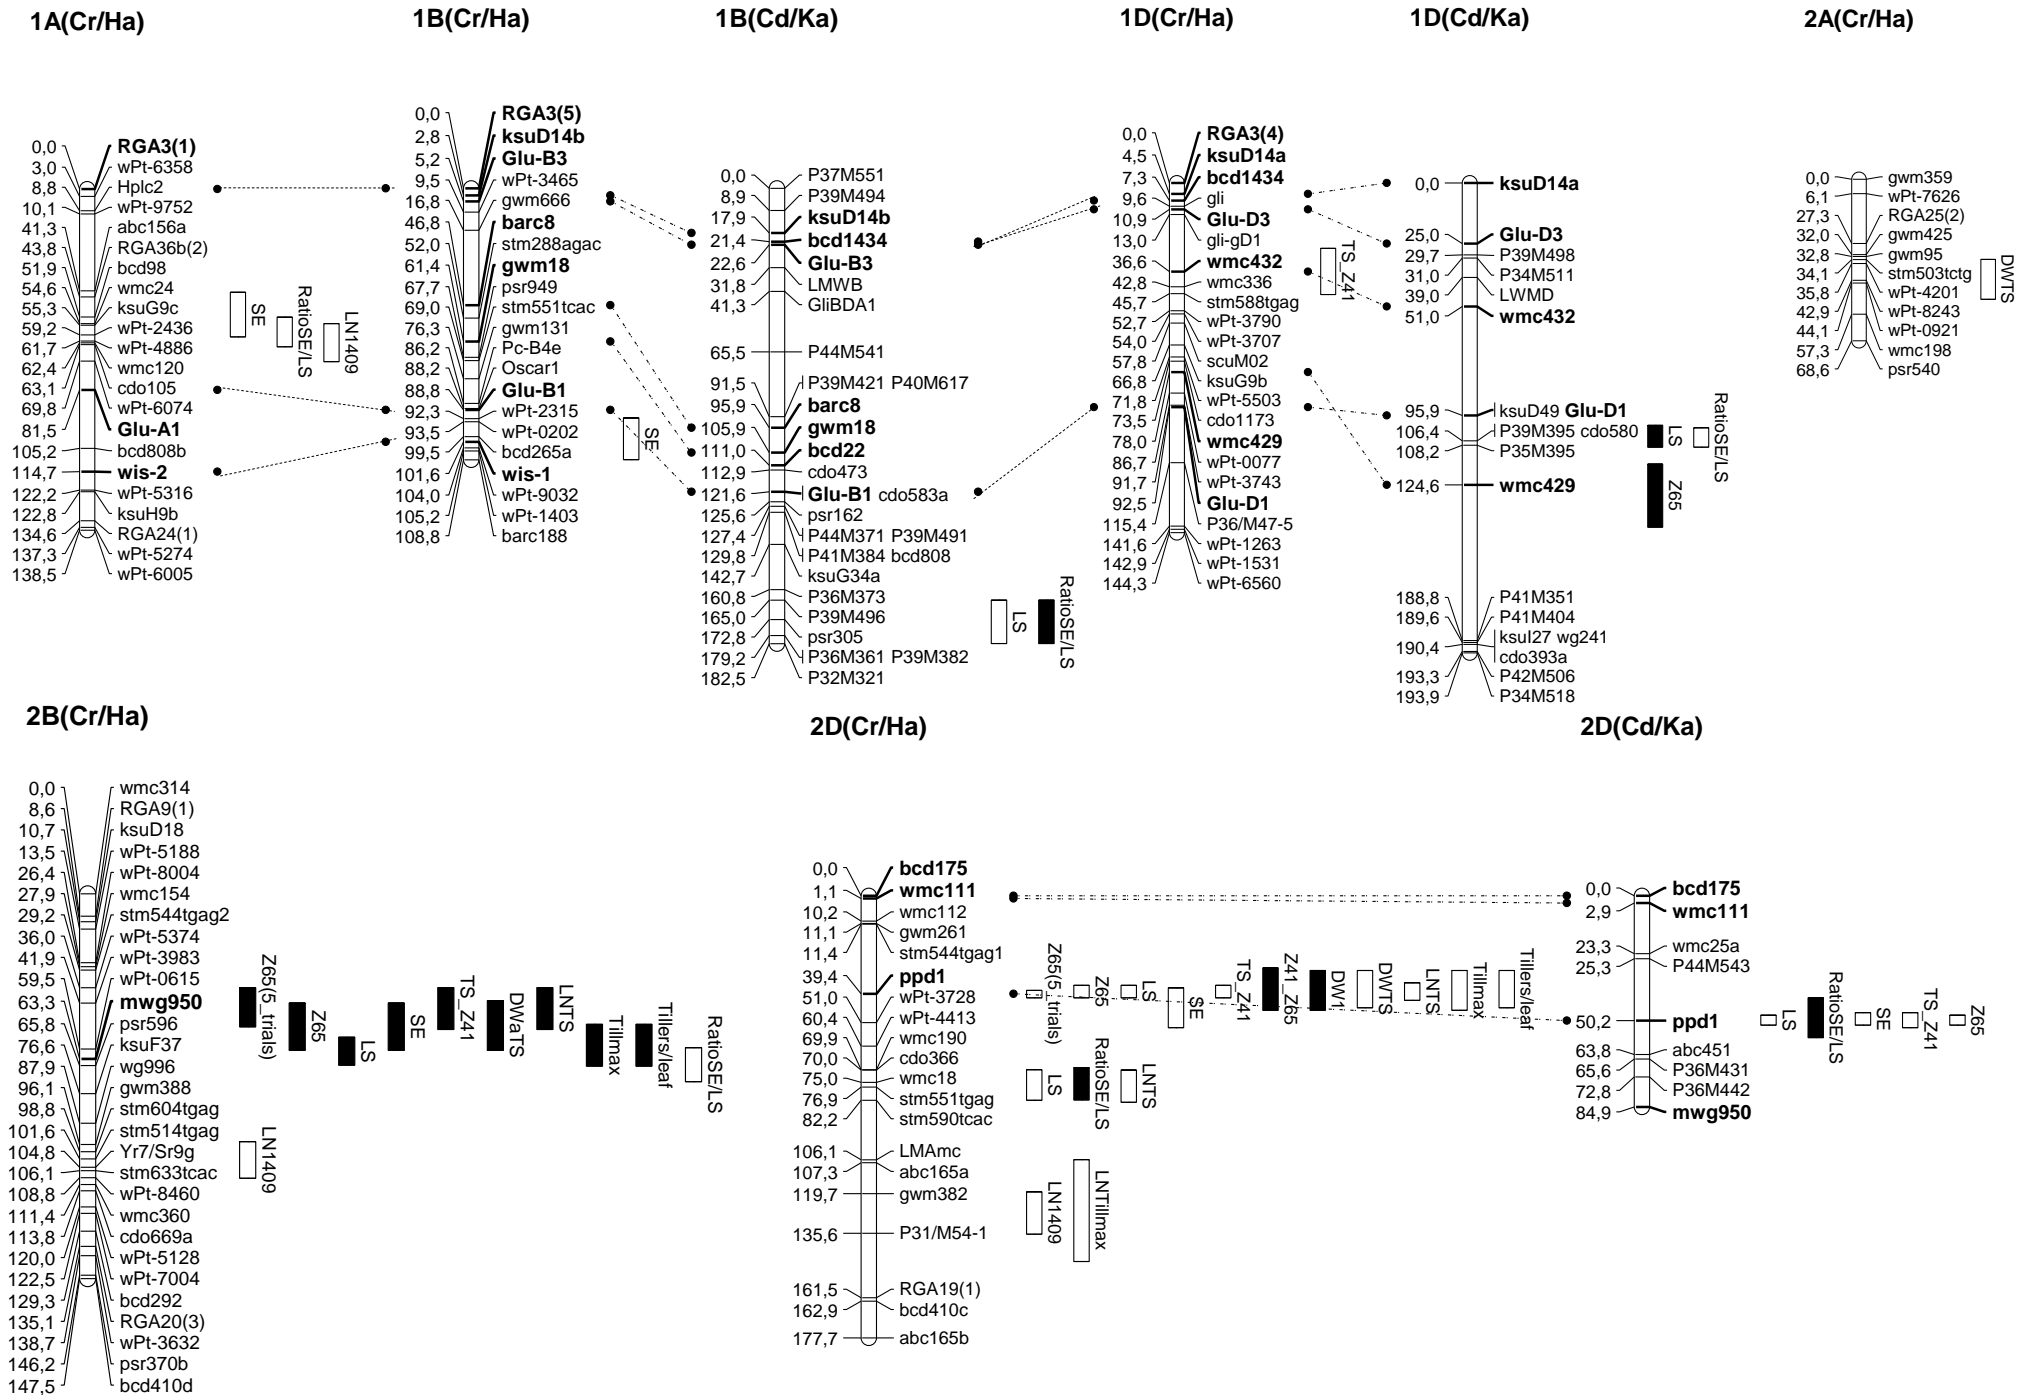 1A(Cr/Ha)
0,0 RGA3(1)
3,0 wPt-6358
8,8 Hplc2
10,1 wPt-9752
41,3 abc156a
43,8 RGA36b(2)
51,9 bcd98
54,6 wmc24
55,3 ksuG9c
59,2 wPt-2436
61,7 wPt-4886
62,4 wmc120
63,1 cdo105
69,8 wPt-6074
81,5 Glu-A1
105,2 bcd808b
114,7 wis-2
122,2 wPt-5316
122,8 ksuH9b
134,6 RGA24(1)
137,3 wPt-5274
138,5 wPt-6005
SE
RatioSE/LS
LN1409
1B(Cr/Ha)
0,0 RGA3(5)
2,8 ksuD14b
5,2 Glu-B3
9,5 wPt-3465
16,8 gwm666
46,8 barc8
52,0 stm288agac
61,4 gwm18
67,7 psr949
69,0 stm551tcac
76,3 gwm131
86,2 Pc-B4e
88,2 Oscar1
88,8 Glu-B1
92,3 wPt-2315
93,5 wPt-0202
99,5 bcd265a
101,6 wis-1
104,0 wPt-9032
105,2 wPt-1403
108,8 barc188
SE
1B(Cd/Ka)
0,0 P37M551
8,9 P39M494
17,9 ksuD14b
21,4 bcd1434
22,6 Glu-B3
31,8 LMWB
41,3 GliBDA1
65,5 P44M541
91,5 P39M421 P40M617
95,9 barc8
105,9 gwm18
111,0 bcd22
112,9 cdo473
121,6 Glu-B1 cdo583a
125,6 psr162
127,4 P44M371 P39M491
129,8 P41M384 bcd808
142,7 ksuG34a
160,8 P36M373
165,0 P39M496
172,8 psr305
179,2 P36M361 P39M382
182,5 P32M321
LS
RatioSE/LS
1D(Cr/Ha)
0,0 RGA3(4)
4,5 ksuD14a
7,3 bcd1434
9,6 gli
10,9 Glu-D3
13,0 gli-gD1
36,6 wmc432
42,8 wmc336
45,7 stm588tgag
52,7 wPt-3790
54,0 wPt-3707
57,8 scuM02
66,8 ksuG9b
71,8 wPt-5503
73,5 cdo1173
78,0 wmc429
86,7 wPt-0077
91,7 wPt-3743
92,5 Glu-D1
115,4 P36/M47-5
141,6 wPt-1263
142,9 wPt-1531
144,3 wPt-6560
TS_Z41
1D(Cd/Ka)
0,0 ksuD14a
25,0 Glu-D3
29,7 P39M498
31,0 P34M511
39,0 LWMD
51,0 wmc432
95,9 ksuD49 Glu-D1
106,4 P39M395 cdo580
108,2 P35M395
124,6 wmc429
188,8 P41M351
189,6 P41M404
190,4 ksuI27 wg241
cdo393a
193,3 P42M506
193,9 P34M518
LS
RatioSE/LS
Z65
2A(Cr/Ha)
0,0 gwm359
6,1 wPt-7626
27,3 RGA25(2)
32,0 gwm425
32,8 gwm95
34,1 stm503tctg
35,8 wPt-4201
42,9 wPt-8243
44,1 wPt-0921
57,3 wmc198
68,6 psr540
DWTS
2B(Cr/Ha)
0,0 wmc314
8,6 RGA9(1)
10,7 ksuD18
13,5 wPt-5188
26,4 wPt-8004
27,9 wmc154
29,2 stm544tgag2
36,0 wPt-5374
41,9 wPt-3983
59,5 wPt-0615
63,3 mwg950
65,8 psr596
76,6 ksuF37
87,9 wg996
96,1 gwm388
98,8 stm604tgag
101,6 stm514tgag
104,8 Yr7/Sr9g
106,1 stm633tcac
108,8 wPt-8460
111,4 wmc360
113,8 cdo669a
120,0 wPt-5128
122,5 wPt-7004
129,3 bcd292
135,1 RGA20(3)
138,7 wPt-3632
146,2 psr370b
147,5 bcd410d
Z65(5_trials)
Z65
LS
SE
TS_Z41
DWaTS
LNTS
Tillmax
Tillers/leaf
RatioSE/LS
LN1409
2D(Cr/Ha)
0,0 bcd175
1,1 wmc111
10,2 wmc112
11,1 gwm261
11,4 stm544tgag1
39,4 ppd1
51,0 wPt-3728
60,4 wPt-4413
69,9 wmc190
70,0 cdo366
75,0 wmc18
76,9 stm551tgag
82,2 stm590tcac
106,1 LMAmc
107,3 abc165a
119,7 gwm382
135,6 P31/M54-1
161,5 RGA19(1)
162,9 bcd410c
177,7 abc165b
Z65(5_trials)
Z65
LS
SE
TS_Z41
Z41_Z65
DW1
DWTS
LNTS
Tillmax
Tillers/leaf
LS
RatioSE/LS
LNTS
LN1409
LNTillmax
2D(Cd/Ka)
0,0 bcd175
2,9 wmc111
23,3 wmc25a
25,3 P44M543
50,2 ppd1
63,8 abc451
65,6 P36M431
72,8 P36M442
84,9 mwg950
LS
RatioSE/LS
SE
TS_Z41
Z65